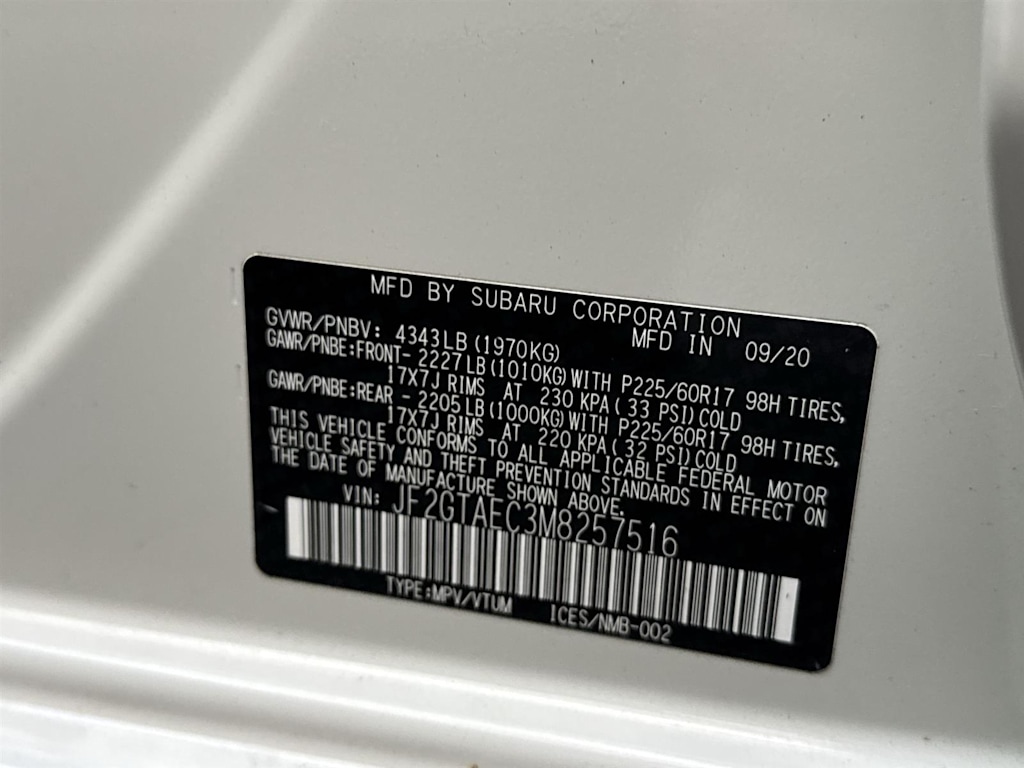 MFD BY SUBARU CORPORATION
GVWR/PNBV: 4343LB(1970KG) MFD IN 09/20
GAWR/PNBE:FRONT- 2227LB(1010KG)WITH P225/60R17 98H TIRES,
17X7J RIMS AT 230 KPA(33 PSI)COLD
GAWR/PNBE:REAR - 2205LB(1000KG)WITH P225/60R17 98H TIRES,
17X7J RIMS AT 220 KPA(32 PSI)COLD
THIS VEHICLE CONFORMS TO ALL APPLICABLE FEDERAL MOTOR
VEHICLE SAFETY AND THEFT PREVENTION STANDARDS IN EFFECT ON
THE DATE OF MANUFACTURE SHOWN ABOVE.
VIN: JF2GTAEC3M8257516
TYPE:MPV/VTUM ICES/NMB-002